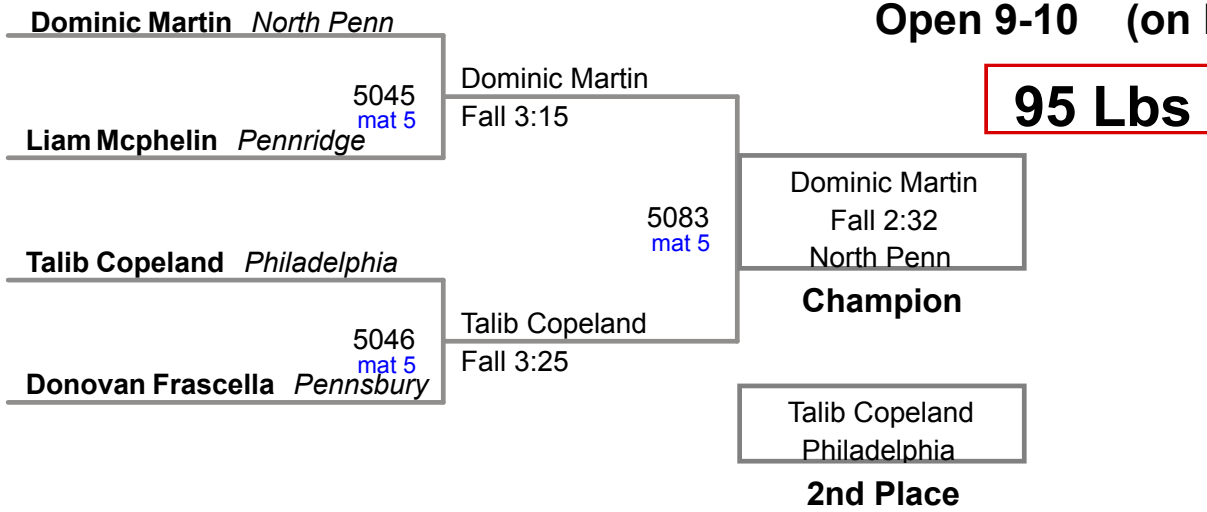 Dominic Martin North Penn
Open 9-10 (on
95 Lbs
5045
mat 5
Dominic Martin
Fall 3:15
Liam Mcphelin Pennridge
5083
mat 5
Dominic Martin
Fall 2:32
North Penn
Champion
Talib Copeland Philadelphia
5046
mat 5
Talib Copeland
Fall 3:25
Donovan Frascella Pennsbury
Talib Copeland
Philadelphia
2nd Place